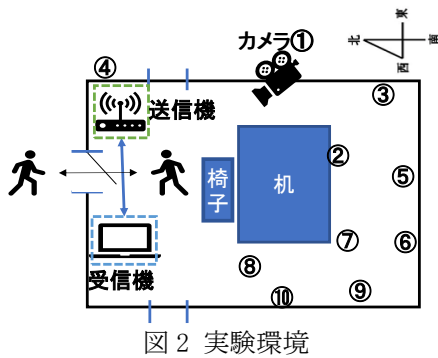 カメラ①
東
北
南
西
④
③
送信機
②
椅子
机
⑤
⑦
⑥
受信機
⑧
⑩
⑨
図 2 実験環境